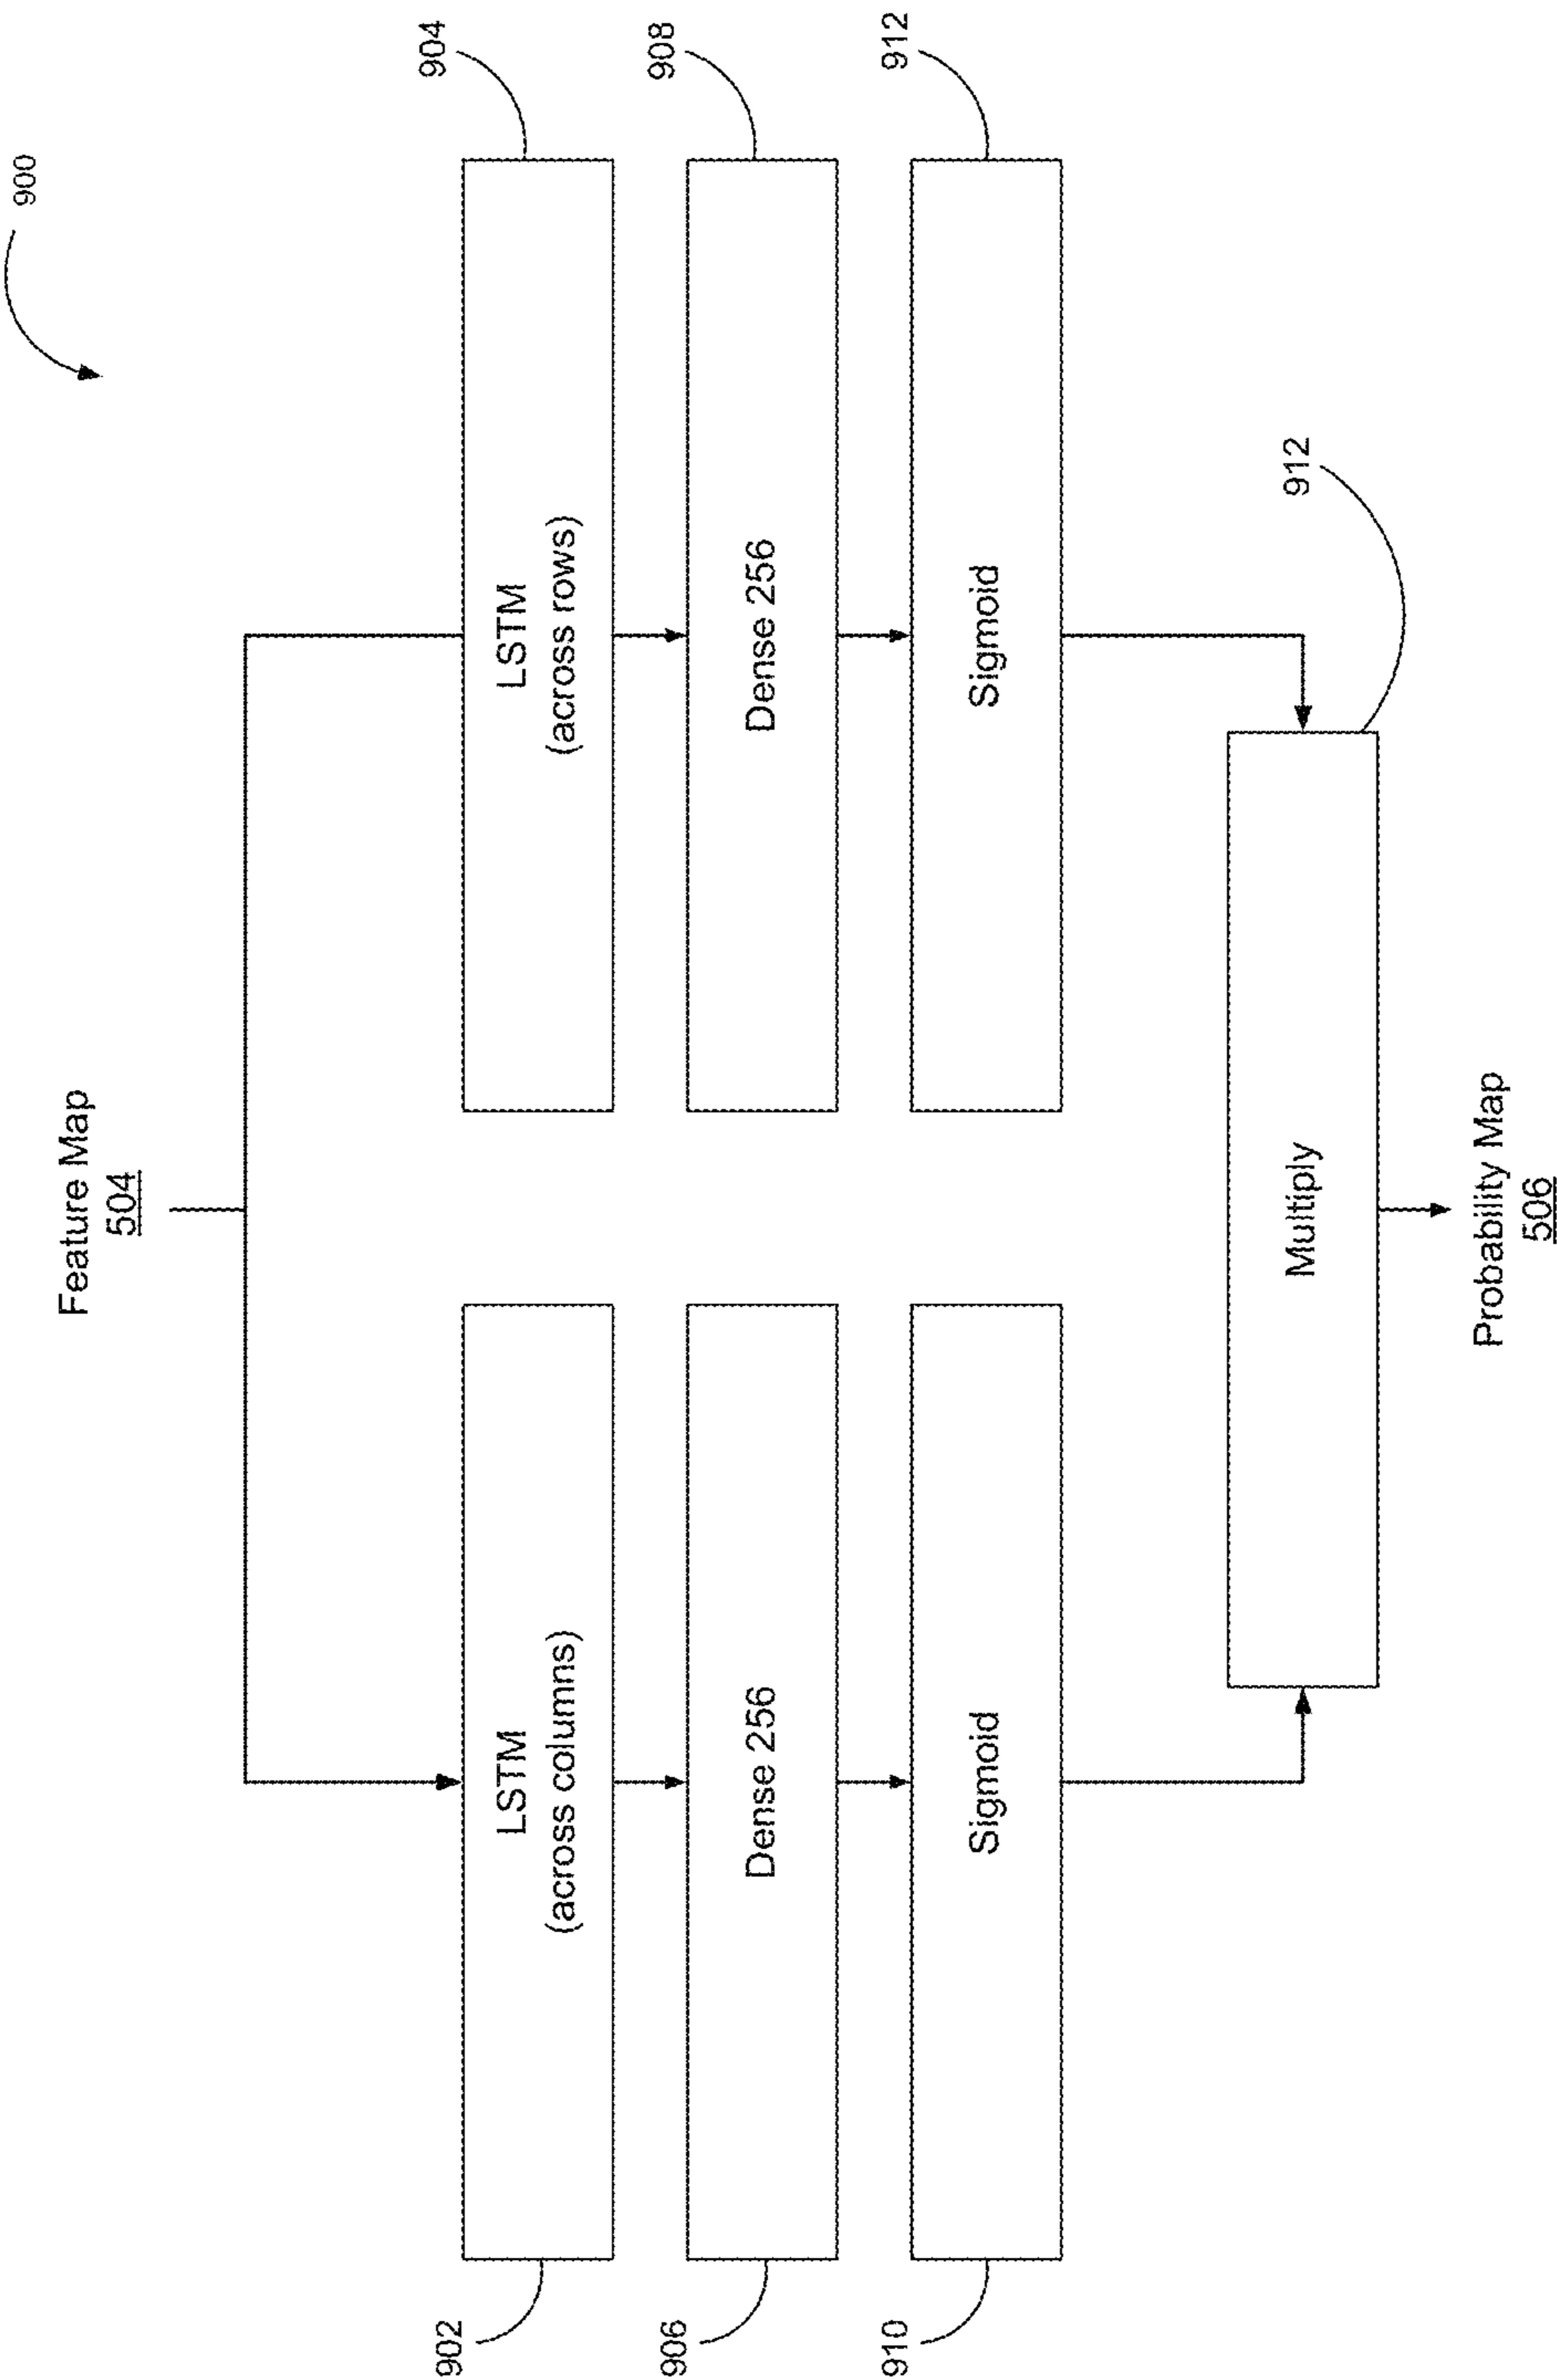 900
Feature Map
504
902
LSTM
(across columns)
LSTM
(across rows)
904
906
Dense 256
Dense 256
908
910
Sigmoid
Sigmoid
912
Multiply
912
Probability Map
506